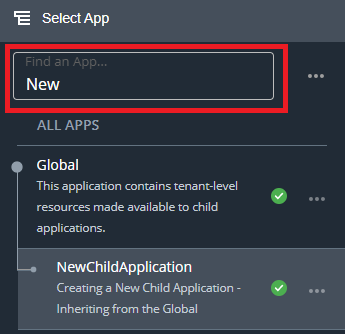 Select App
Find an App...
New
ALL APPS
Global
This application contains tenant-level
resources made available to child
applications.
NewChildApplication
Creating a New Child Application -
Inheriting from the Global